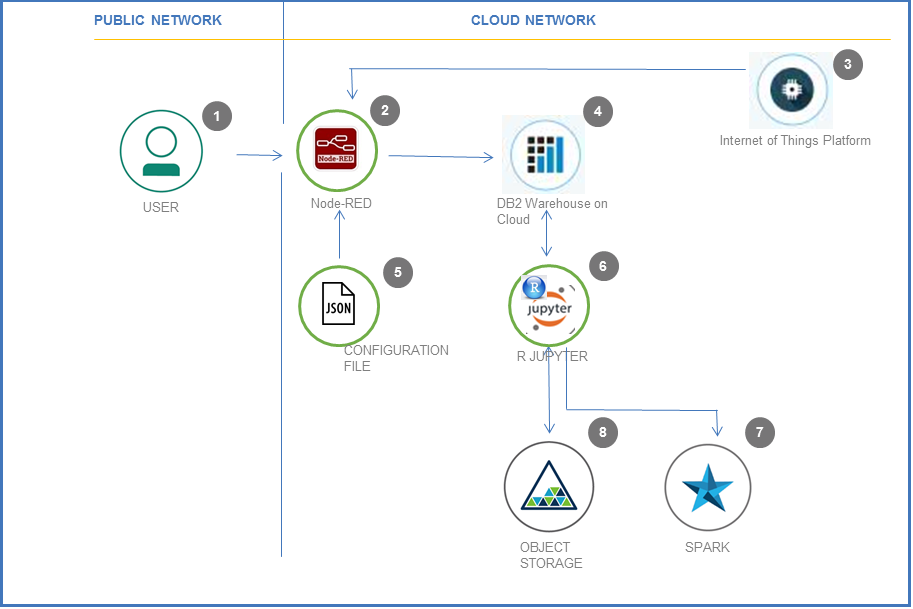 PUBLIC NETWORK
CLOUD NETWORK
1
2
3
4
Internet of Things Platform
Node-RED
USER
Node-RED
DB2 Warehouse on
Cloud
5
6
JSON
R
jupyter
CONFIGURATION
FILE
R JUPYTER
8
7
OBJECT
STORAGE
SPARK